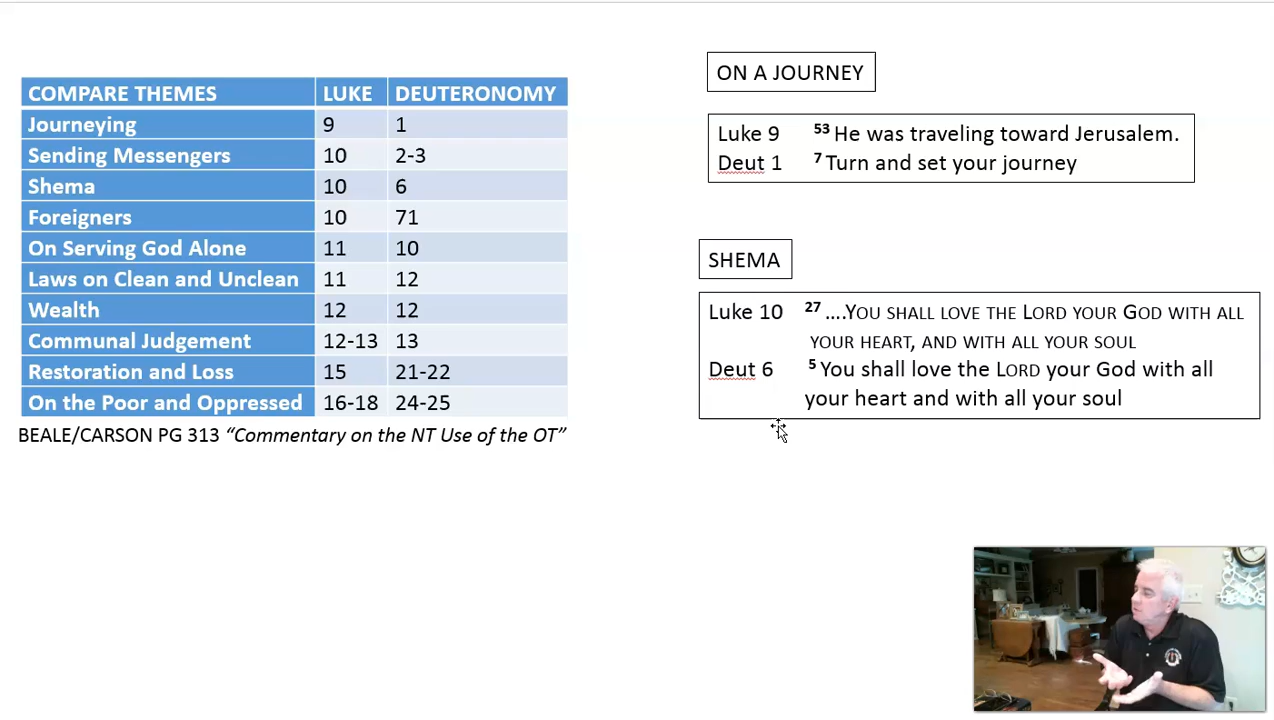 COMPARE THEMES LUKE DEUTERONOMY
Journeying 9 1
Sending Messengers 10 2-3
Shema 10 6
Foreigners 10 71
On Serving God Alone 11 10
Laws on Clean and Unclean 11 12
Wealth 12 12
Communal Judgement 12-13 13
Restoration and Loss 15 21-22
On the Poor and Oppressed 16-18 24-25
BEALE/CARSON PG 313 “Commentary on the NT Use of the OT”
ON A JOURNEY
Luke 9 53 He was traveling toward Jerusalem.
Deut 1 7 Turn and set your journey
SHEMA
Luke 10 27 ....YOU SHALL LOVE THE LORD YOUR GOD WITH ALL
YOUR HEART, AND WITH ALL YOUR SOUL
Deut 6 5 You shall love the LORD your God with all
your heart and with all your soul